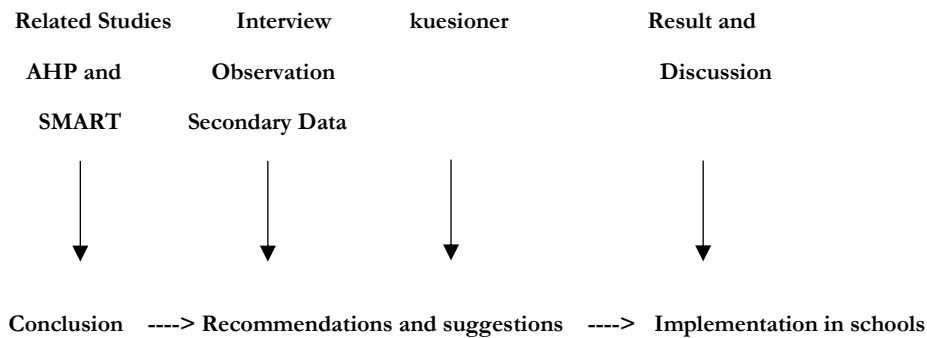 Related Studies Interview kuesioner Result and
AHP and Observation Discussion
SMART Secondary Data
Conclusion ----> Recommendations and suggestions ----> Implementation in schools